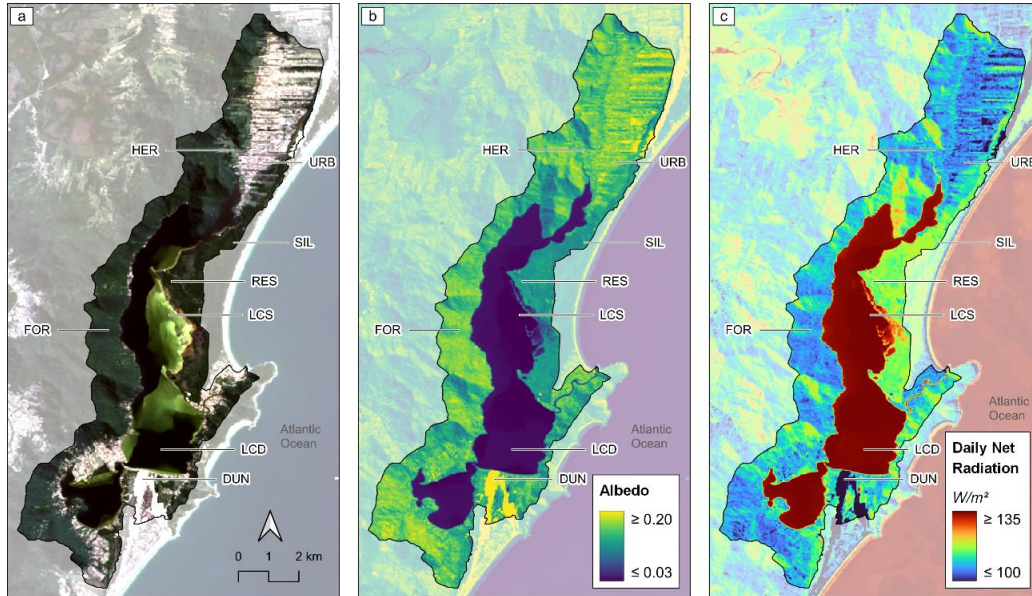 a
HER
URB
SIL
RES
LCS
FOR
Atlantic
Ocean
LCD
DUN
0 1 2 km
b
HER
URB
SIL
RES
LCS
FOR
Atlantic
Ocean
LCD
DUN
Albedo
≥ 0.20
≤ 0.03
c
HER
URB
SIL
RES
LCS
FOR
Atlantic
Ocean
LCD
DUN
Daily Net
Radiation
W/m²
≥ 135
≤ 100